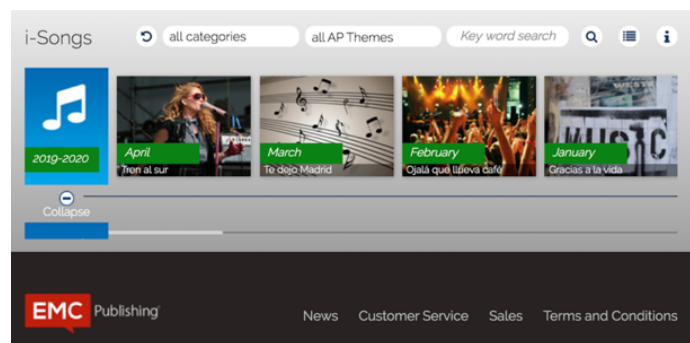 i-Songs
all categories
all AP Themes
Key word search
2019-2020
April
Tren al sur
March
Te dejo Madrid
February
Ojalá que llueva café
MUSIC
January
Gracias a la vida
Collapse
EMC Publishing
News
Customer Service
Sales
Terms and Conditions